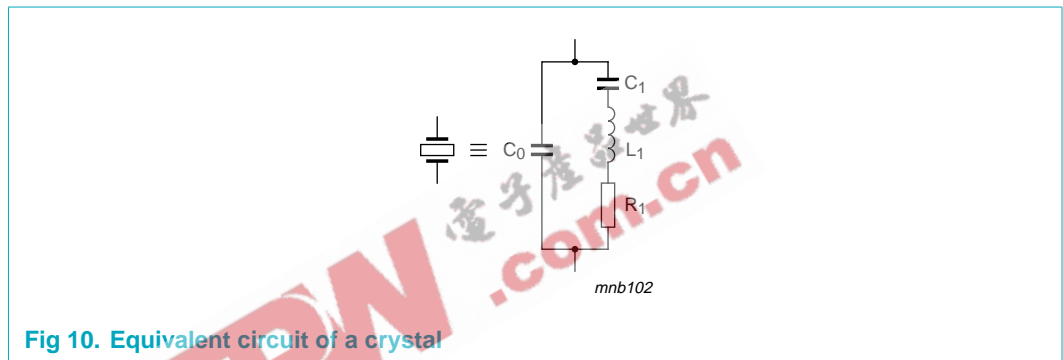 C1
C0
L1
R1
電子產品世界
.com.cn
mnb102
Fig 10. Equivalent circuit of a crystal